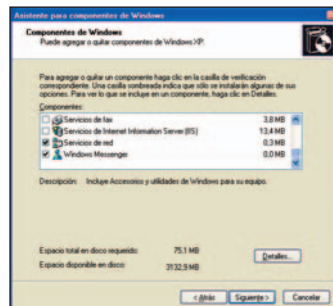 Asistente para componentes de Windows
Componentes de Windows
Puede agregar o quitar componentes de Windows XP.
Para agregar o quitar un componente haga clic en la casilla de verificación
correspondiente. Una casilla sombreada indica que sólo se instalarán algunas de sus
opciones. Para ver lo que se incluye en un componente, haga clic en Detalles.
Componentes:
Servicios de fax 3,8 MB
Servicios de Internet Information Server (IIS) 13,4 MB
Servicios de red 0,3 MB
Windows Messenger 0,0 MB
Descripción: Incluye Accesorios y utilidades de Windows para su equipo.
Espacio total en disco requerido: 75,1 MB
Espacio disponible en disco: 3132,9 MB
Detalles...
< Atrás Siguiente > Cancelar